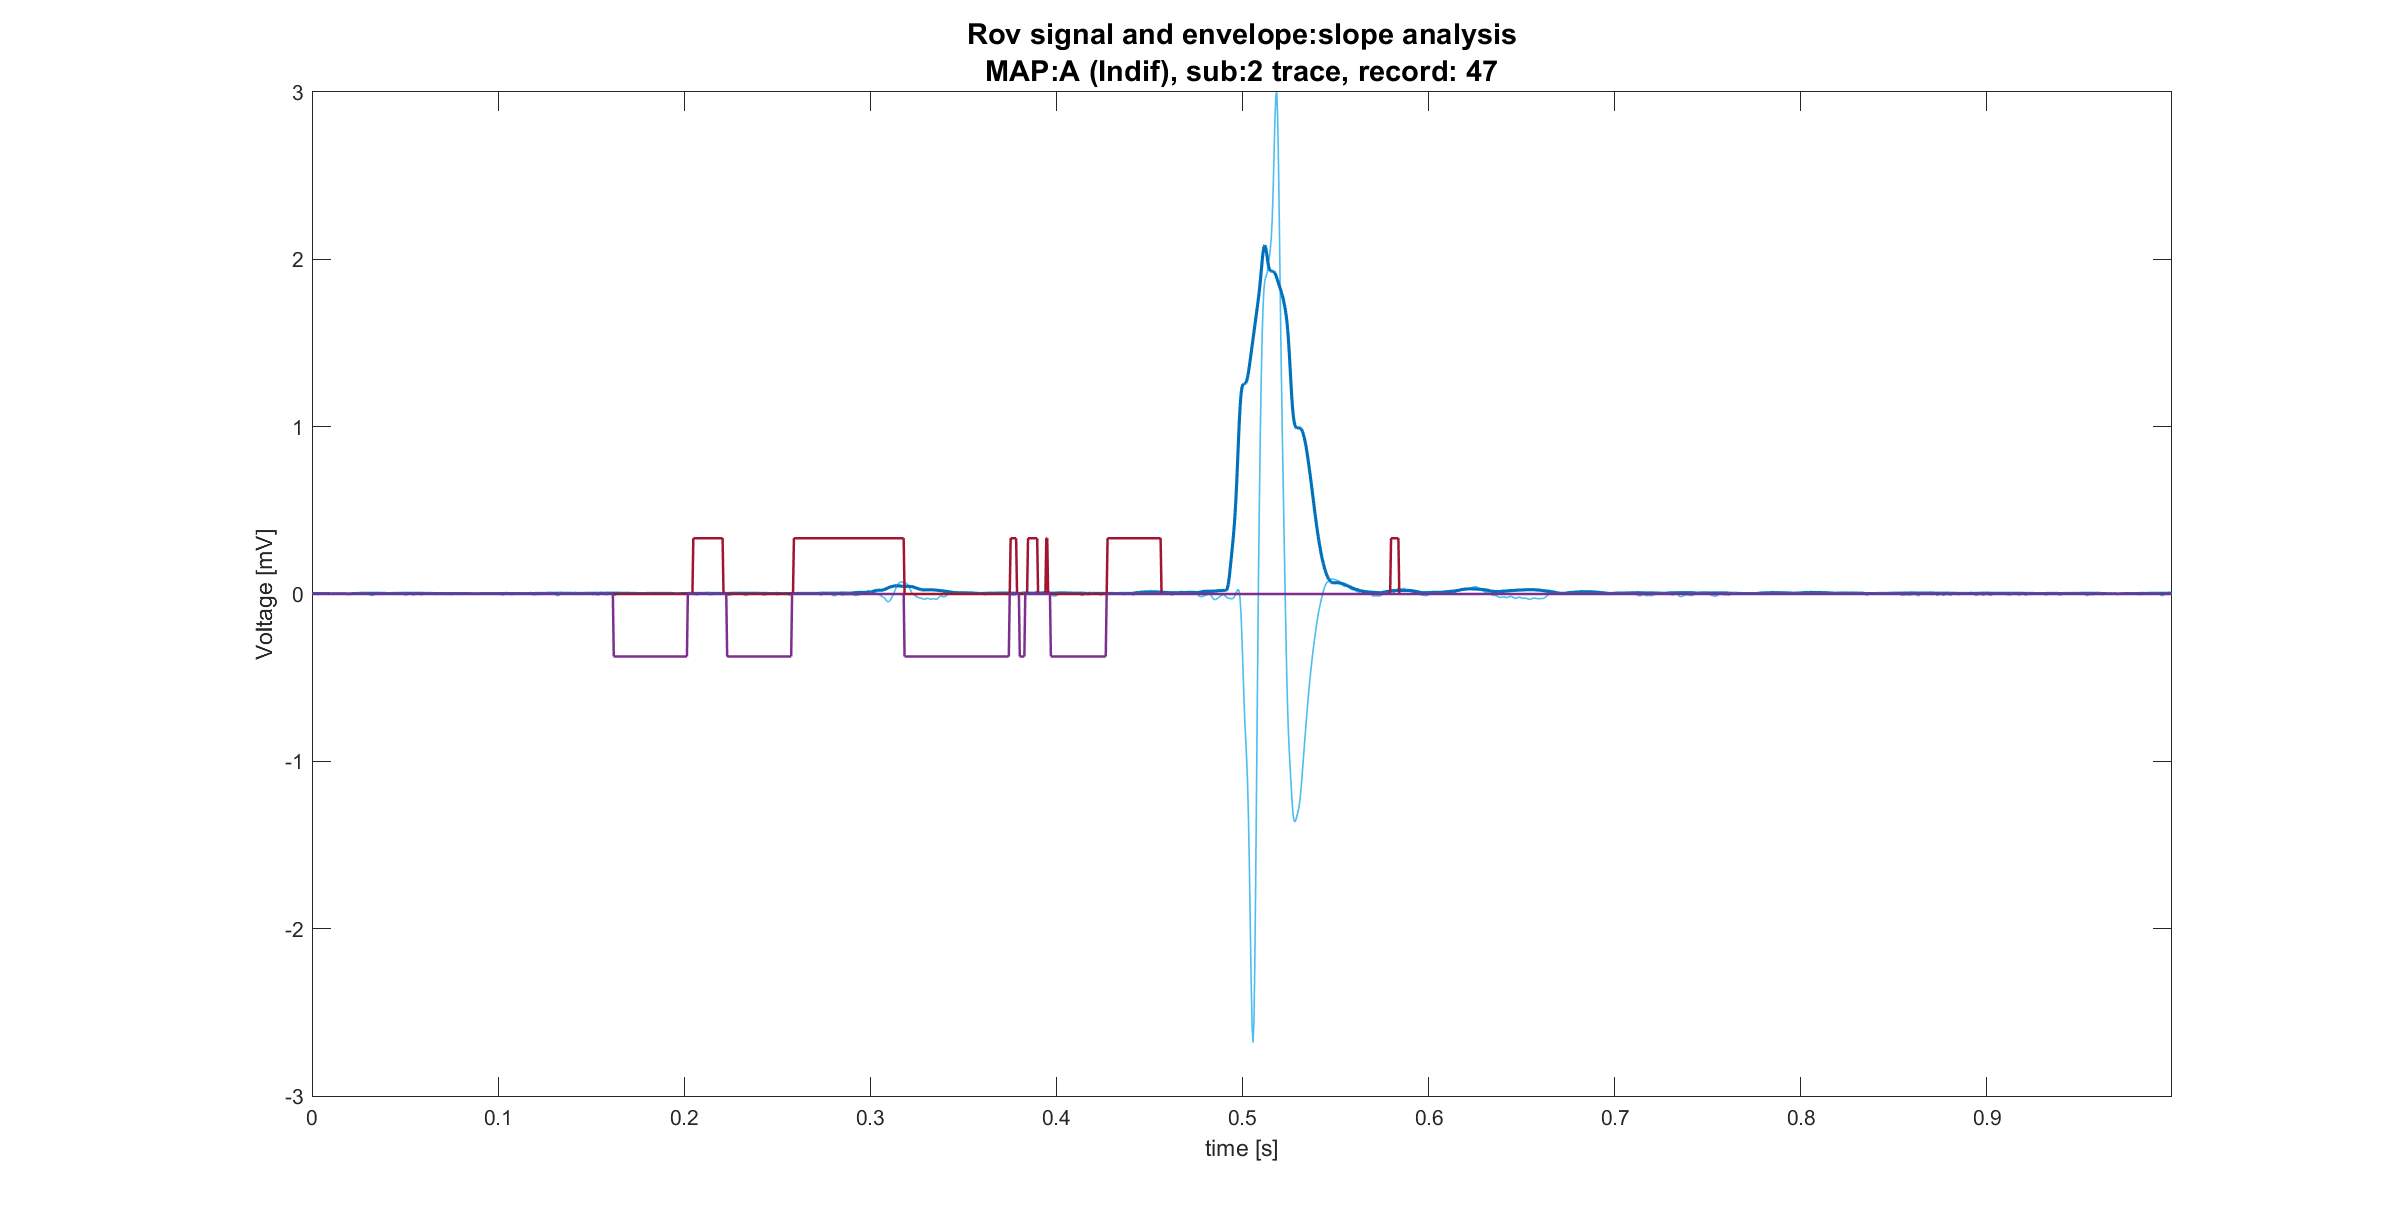 Rov signal and envelope:slope analysis
MAP:A (Indif), sub:2 trace, record: 47
3
2
1
0
-1
-2
-3
Voltage [mV]
0 0.1 0.2 0.3 0.4 0.5 0.6 0.7 0.8 0.9
time [s]